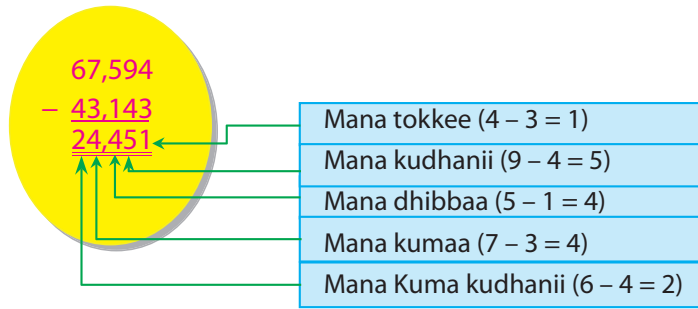 67,594
– 43,143
24,451
Mana tokkee (4 – 3 = 1)
Mana kudhanii (9 – 4 = 5)
Mana dhibbaa (5 – 1 = 4)
Mana kumaa (7 – 3 = 4)
Mana Kuma kudhanii (6 – 4 = 2)